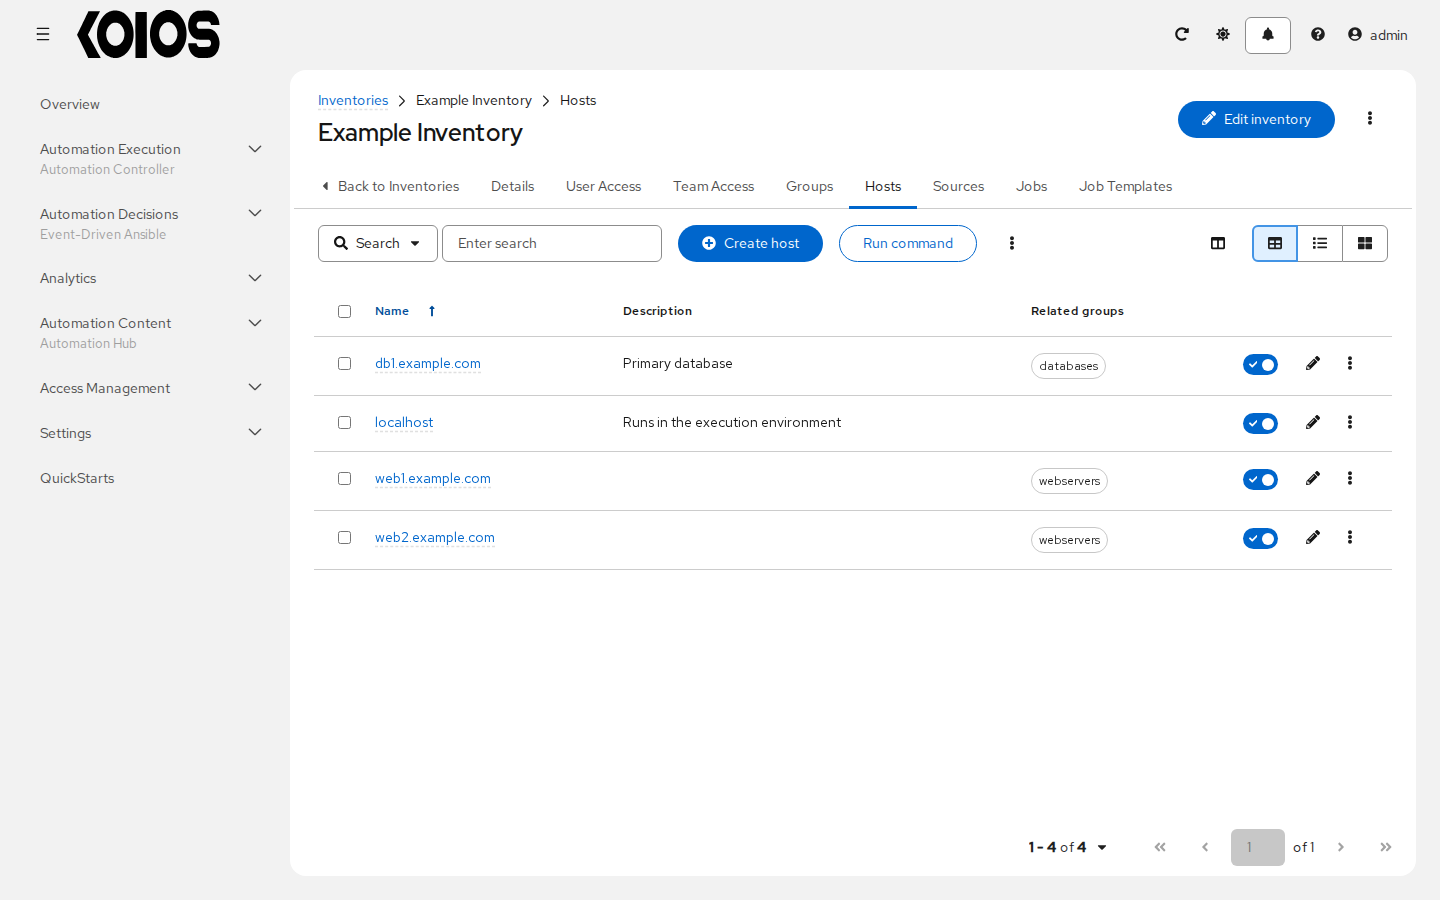 KOIOS
admin
Overview
Automation Execution
Automation Controller
Automation Decisions
Event-Driven Ansible
Analytics
Automation Content
Automation Hub
Access Management
Settings
QuickStarts
Inventories > Example Inventory > Hosts
Example Inventory
Edit inventory
Back to Inventories Details User Access Team Access Groups Hosts Sources Jobs Job Templates
Search Enter search Create host Run command
Name Description Related groups
db1.example.com Primary database databases
localhost Runs in the execution environment
web1.example.com webservers
web2.example.com webservers
1 - 4 of 4 1 of 1